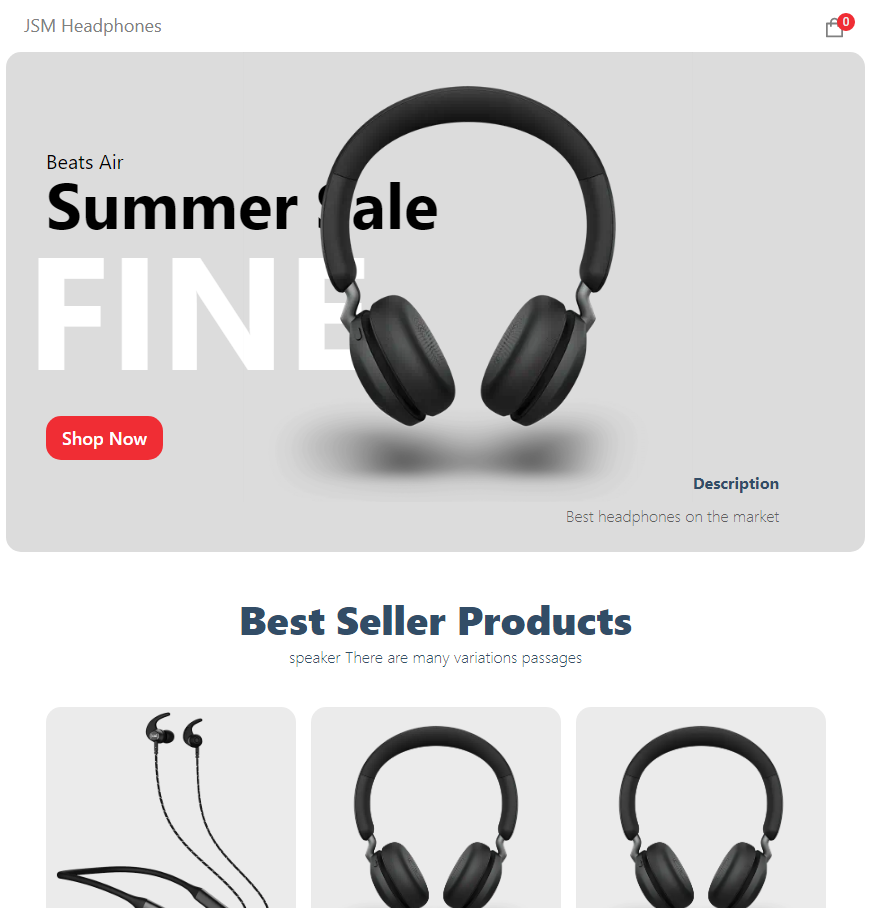 JSM Headphones
0
Beats Air
Summer Sale
FINE
Shop Now
Description
Best headphones on the market
Best Seller Products
speaker There are many variations passages